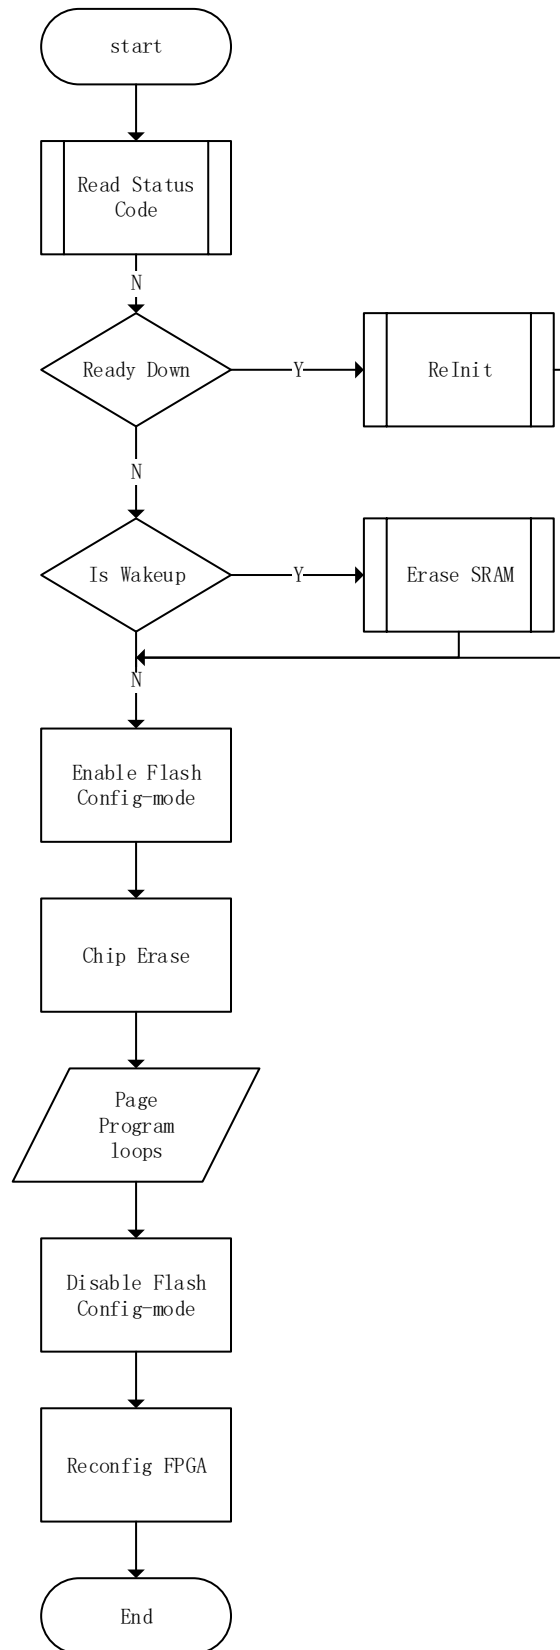 start
Read Status
Code
N
Ready Down
Y
ReInit
N
Is Wakeup
Y
Erase SRAM
N
Enable Flash
Config-mode
Chip Erase
Page
Program
loops
Disable Flash
Config-mode
Reconfig FPGA
End